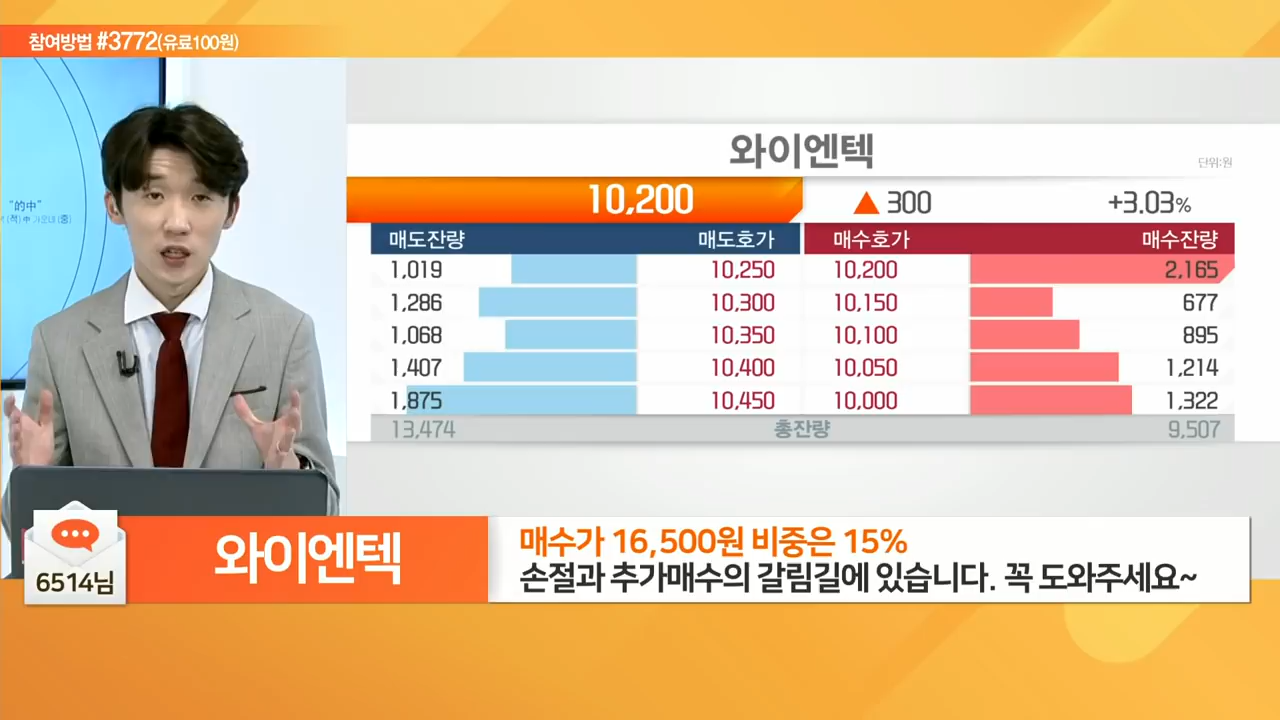 참여방법 #3772(유료100원)
“的中”
와이엔텍
단위:원
10,200 ▲ 300 +3.03%
매도잔량 매도호가 매수호가 매수잔량
1,019 10,250 10,200 2,165
1,286 10,300 10,150 677
1,068 10,350 10,100 895
1,407 10,400 10,050 1,214
1,875 10,450 10,000 1,322
13,474 총잔량 9,507
6514님
와이엔텍
매수가 16,500원 비중은 15%
손절과 추가매수의 갈림길에 있습니다. 꼭 도와주세요~